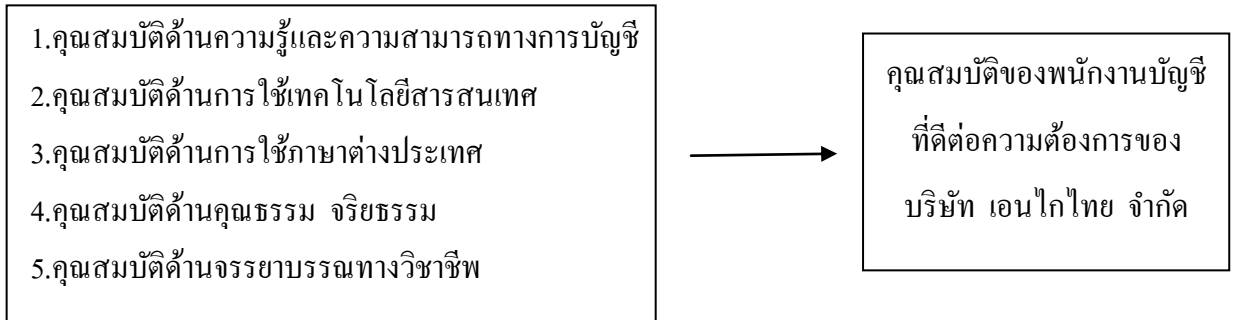 1.คุณสมบัติด้านความรู้และความสามารถทางการบัญชี
2.คุณสมบัติด้านการใช้เทคโนโลยีสารสนเทศ
3.คุณสมบัติด้านการใช้ภาษาต่างประเทศ
4.คุณสมบัติด้านคุณธรรม จริยธรรม
5.คุณสมบัติด้านจรรยาบรรณทางวิชาชีพ
คุณสมบัติของพนักงานบัญชี
ที่ดีต่อความต้องการของ
บริษัท เอนไกไทย จำกัด